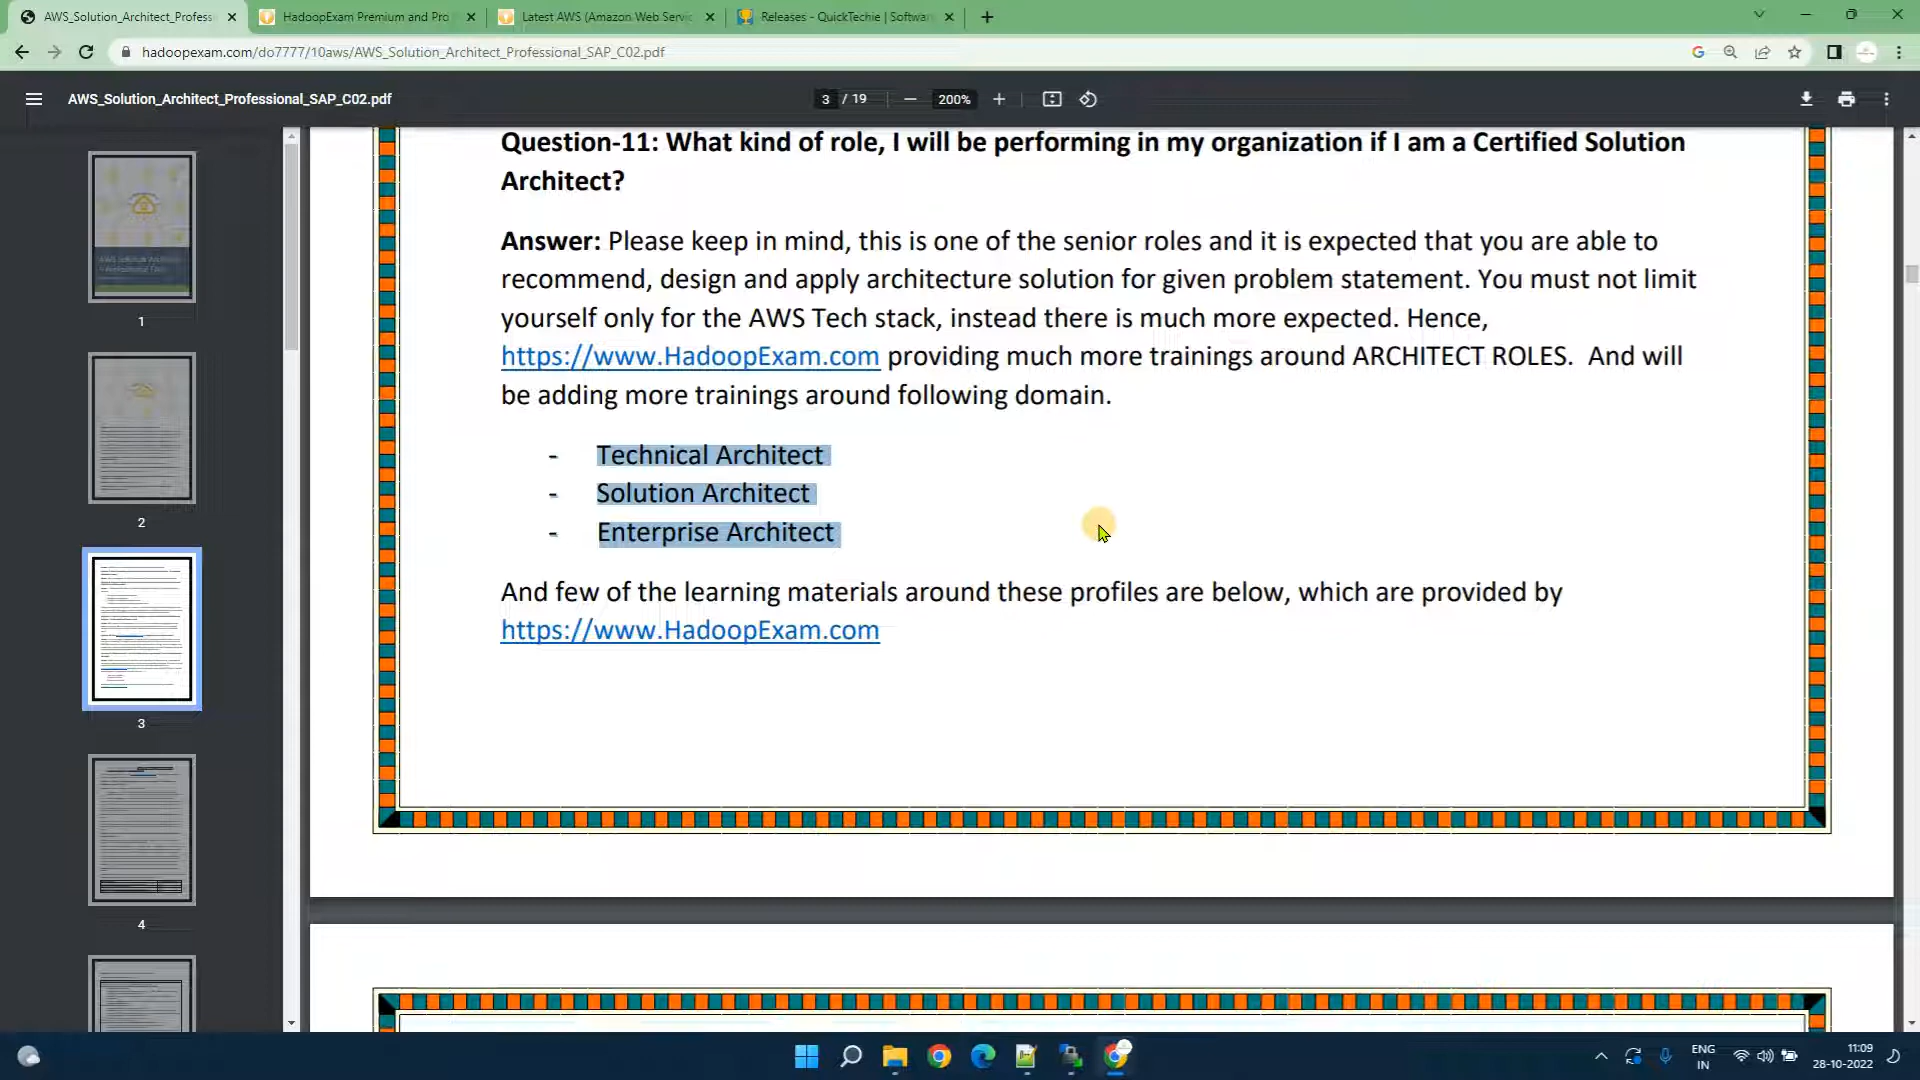 AWS_Solution_Architect_Profess
HadoopExam Premium and Pro
Latest AWS (Amazon Web Servic
Releases - QuickTechie | Software
hadoopexam.com/do7777/10aws/AWS_Solution_Architect_Professional_SAP_C02.pdf
AWS_Solution_Architect_Professional_SAP_C02.pdf
3 / 19
200%
Question-11: What kind of role, I will be performing in my organization if I am a Certified Solution
Architect?
Answer: Please keep in mind, this is one of the senior roles and it is expected that you are able to
recommend, design and apply architecture solution for given problem statement. You must not limit
yourself only for the AWS Tech stack, instead there is much more expected. Hence,
https://www.HadoopExam.com providing much more trainings around ARCHITECT ROLES. And will
be adding more trainings around following domain.
- Technical Architect
- Solution Architect
- Enterprise Architect
And few of the learning materials around these profiles are below, which are provided by
https://www.HadoopExam.com
1
2
3
4
ENG
IN
11:09
28-10-2022